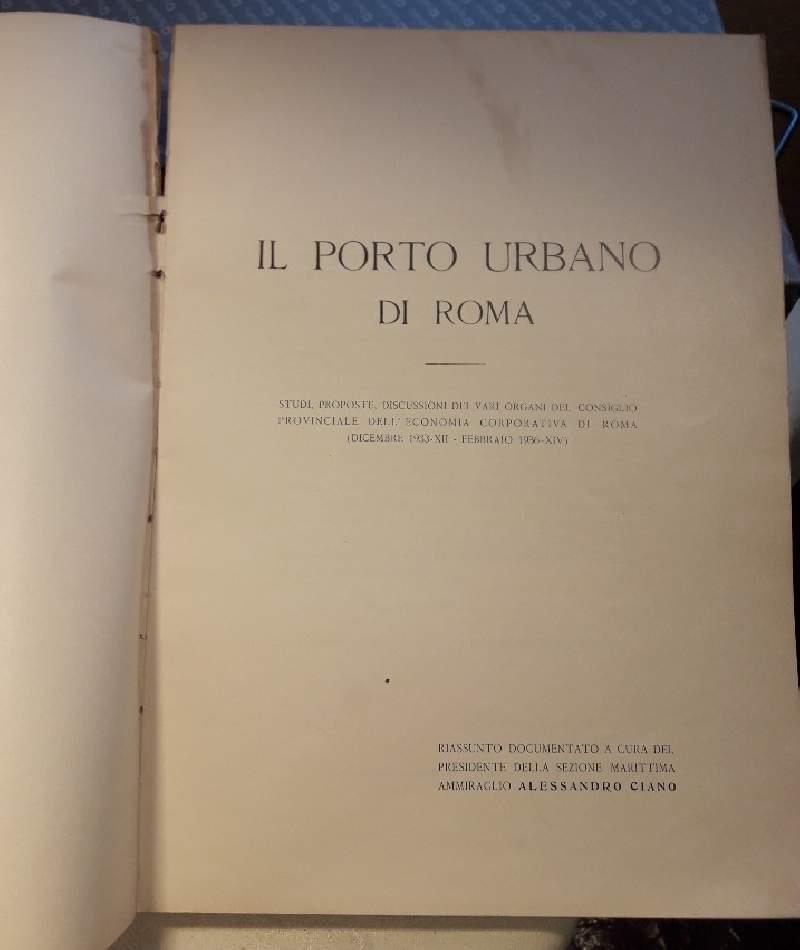 IL PORTO URBANO
DI ROMA
STUDI, PROPOSTE, DISCUSSIONI DEI VARI ORGANI DEL CONSIGLIO
PROVINCIALE DELL'ECONOMIA CORPORATIVA DI ROMA
(DICEMBRE 1933-XII - FEBBRAIO 1936-XIV)
RIASSUNTO DOCUMENTATO A CURA DEL
PRESIDENTE DELLA SEZIONE MARITTIMA
AMMIRAGLIO ALESSANDRO CIANO